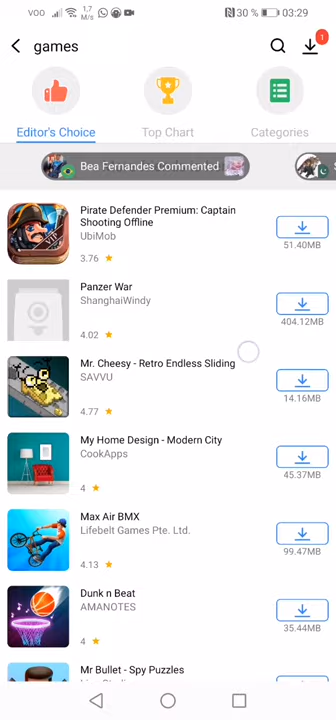 VOO 1,7 M/s 30 % 03:29
games
1
Editor's Choice Top Chart Categories
Bea Fernandes Commented
Pirate Defender Premium: Captain
Shooting Offline
UbiMob
51.40MB
3.76
Panzer War
ShanghaiWindy
404.12MB
4.02
Mr. Cheesy - Retro Endless Sliding
SAVVU
14.16MB
4.77
My Home Design - Modern City
CookApps
45.37MB
4
Max Air BMX
Lifebelt Games Pte. Ltd.
99.47MB
4.13
Dunk n Beat
AMANOTES
35.44MB
4
Mr Bullet - Spy Puzzles